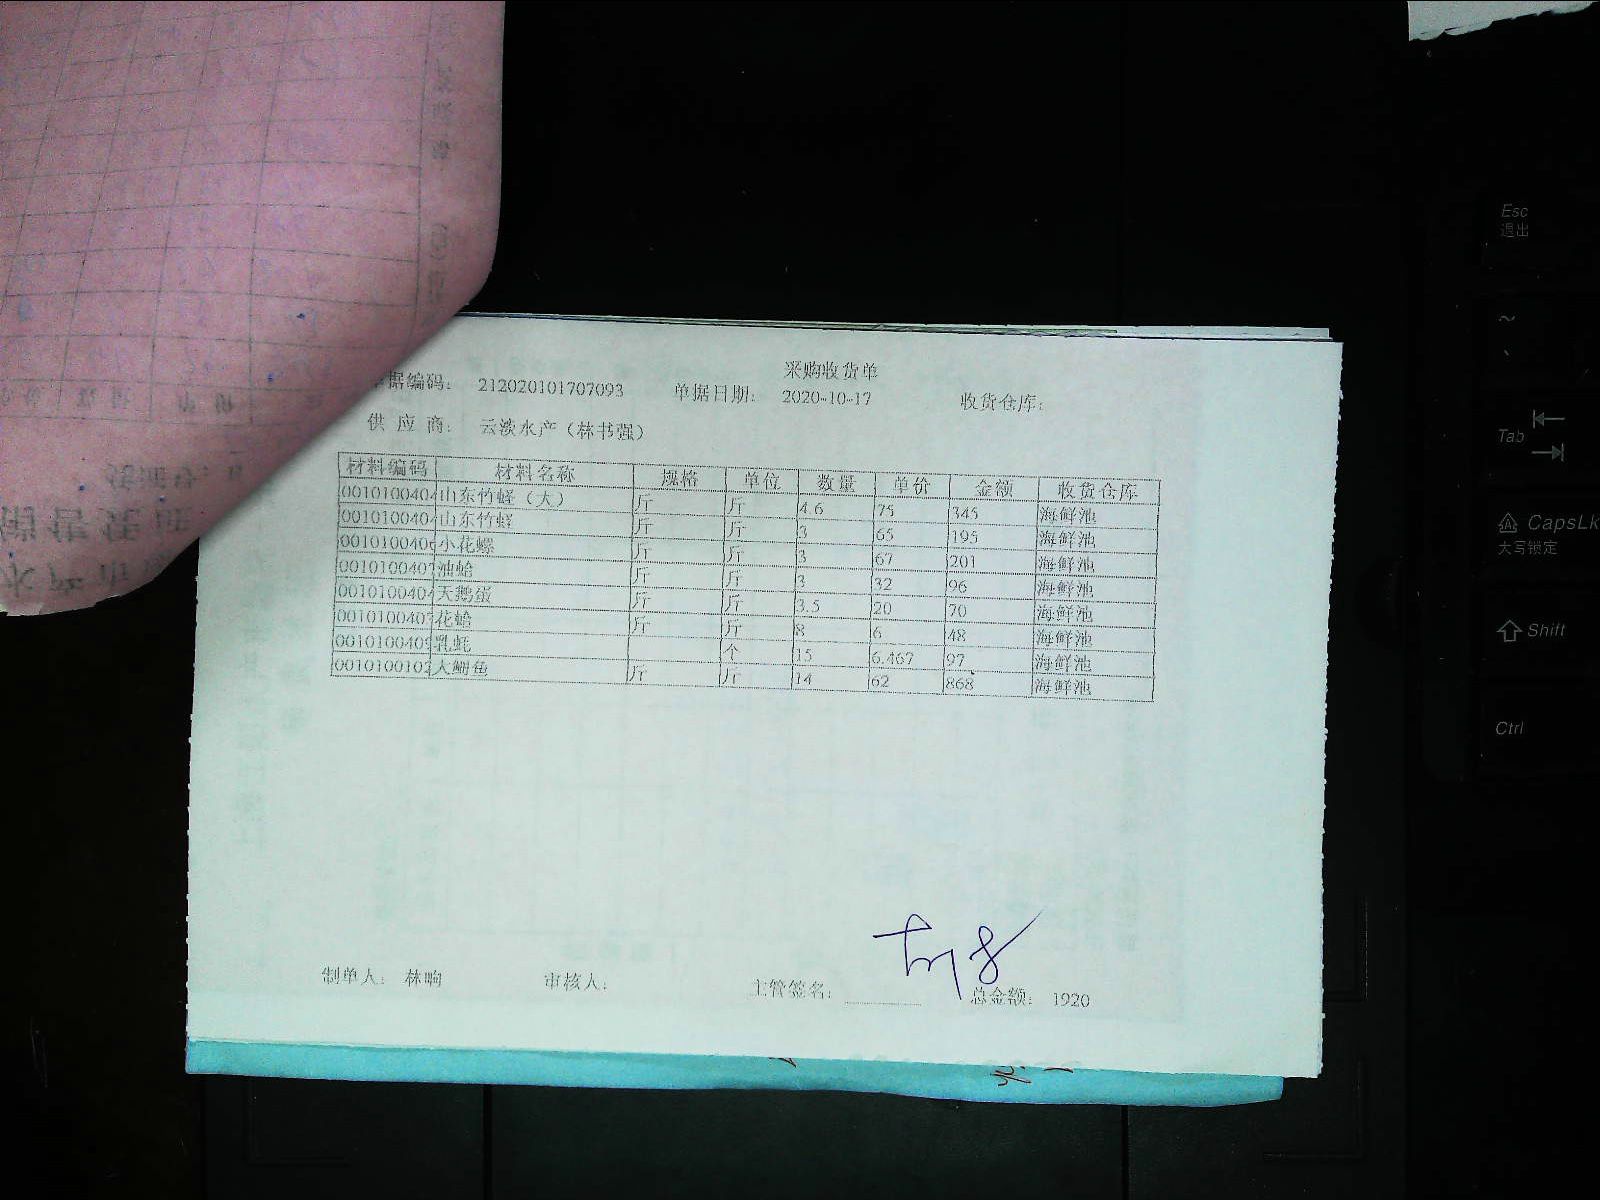 采购收货单
据编码: 212020101707093 单据日期: 2020-10-17 收货仓库:
供 应 商: 云淡水产（林书强）
材料编码 材料名称 规格 单位 数量 单价 金额 收货仓库
001010040 山东竹蛏（大） 斤 斤 4.6 75 345 海鲜池
001010040 山东竹蛏 斤 斤 3 65 195 海鲜池
001010040 小花螺 斤 斤 3 67 201 海鲜池
001010040 油蛤 斤 斤 3 32 96 海鲜池
001010040 天鹅蛋 斤 斤 3.5 20 70 海鲜池
001010040 花蛤 斤 斤 8 6 48 海鲜池
001010040 乳蚝 个 15 6.467 97 海鲜池
001010010 斤 斤 14 62 868 海鲜池
制单人: 林 审核人: 主管签名: 总金额: 1920
Esc
退出
~
Tab
CapsLk
大写锁定
Shift
Ctrl